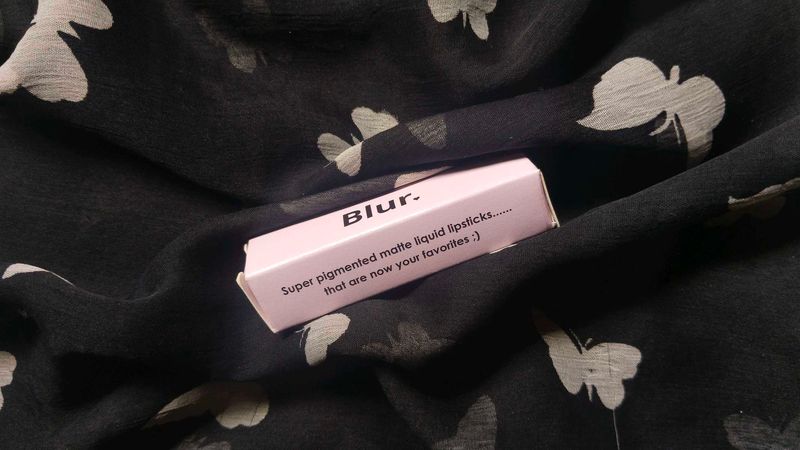 Blur.
Super pigmented matte liquid lipsticks......
that are now your favorites ;)